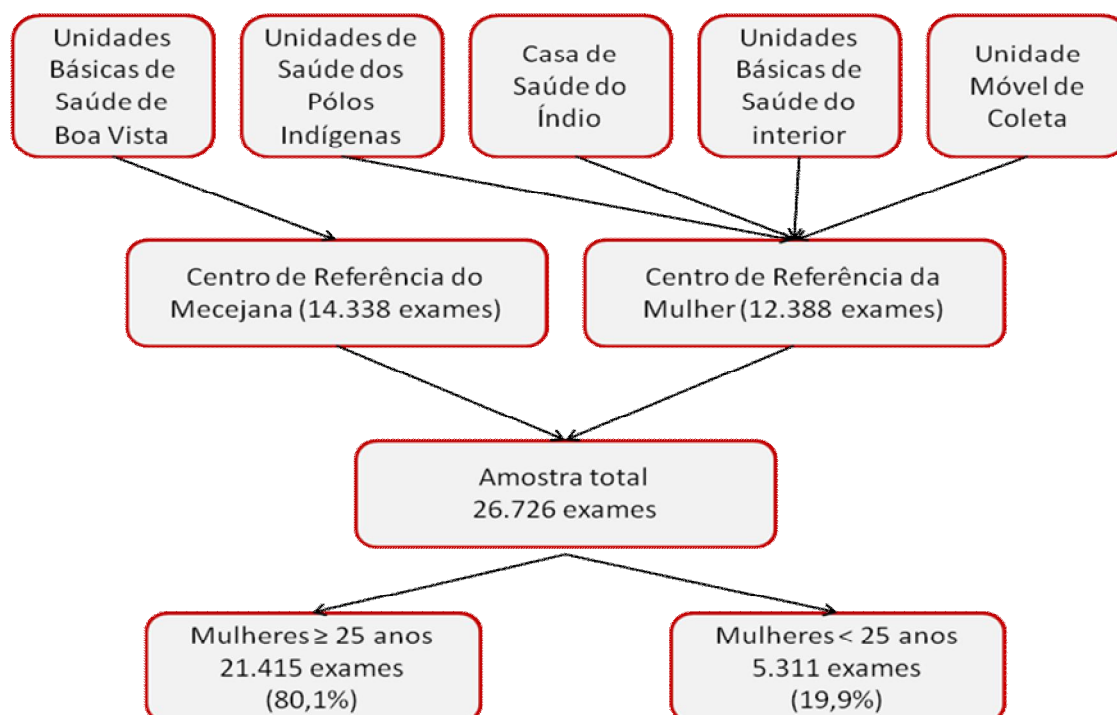 Unidades
Básicas de
Saúde de
Boa Vista
Unidades de
Saúde dos
Pólos
Indígenas
Casa de
Saúde do
Índio
Unidades
Básicas de
Saúde do
interior
Unidade
Móvel de
Coleta
Centro de Referência do
Mecejana (14.338 exames)
Centro de Referência da
Mulher (12.388 exames)
Amostra total
26.726 exames
Mulheres ≥ 25 anos
21.415 exames
(80,1%)
Mulheres < 25 anos
5.311 exames
(19,9%)